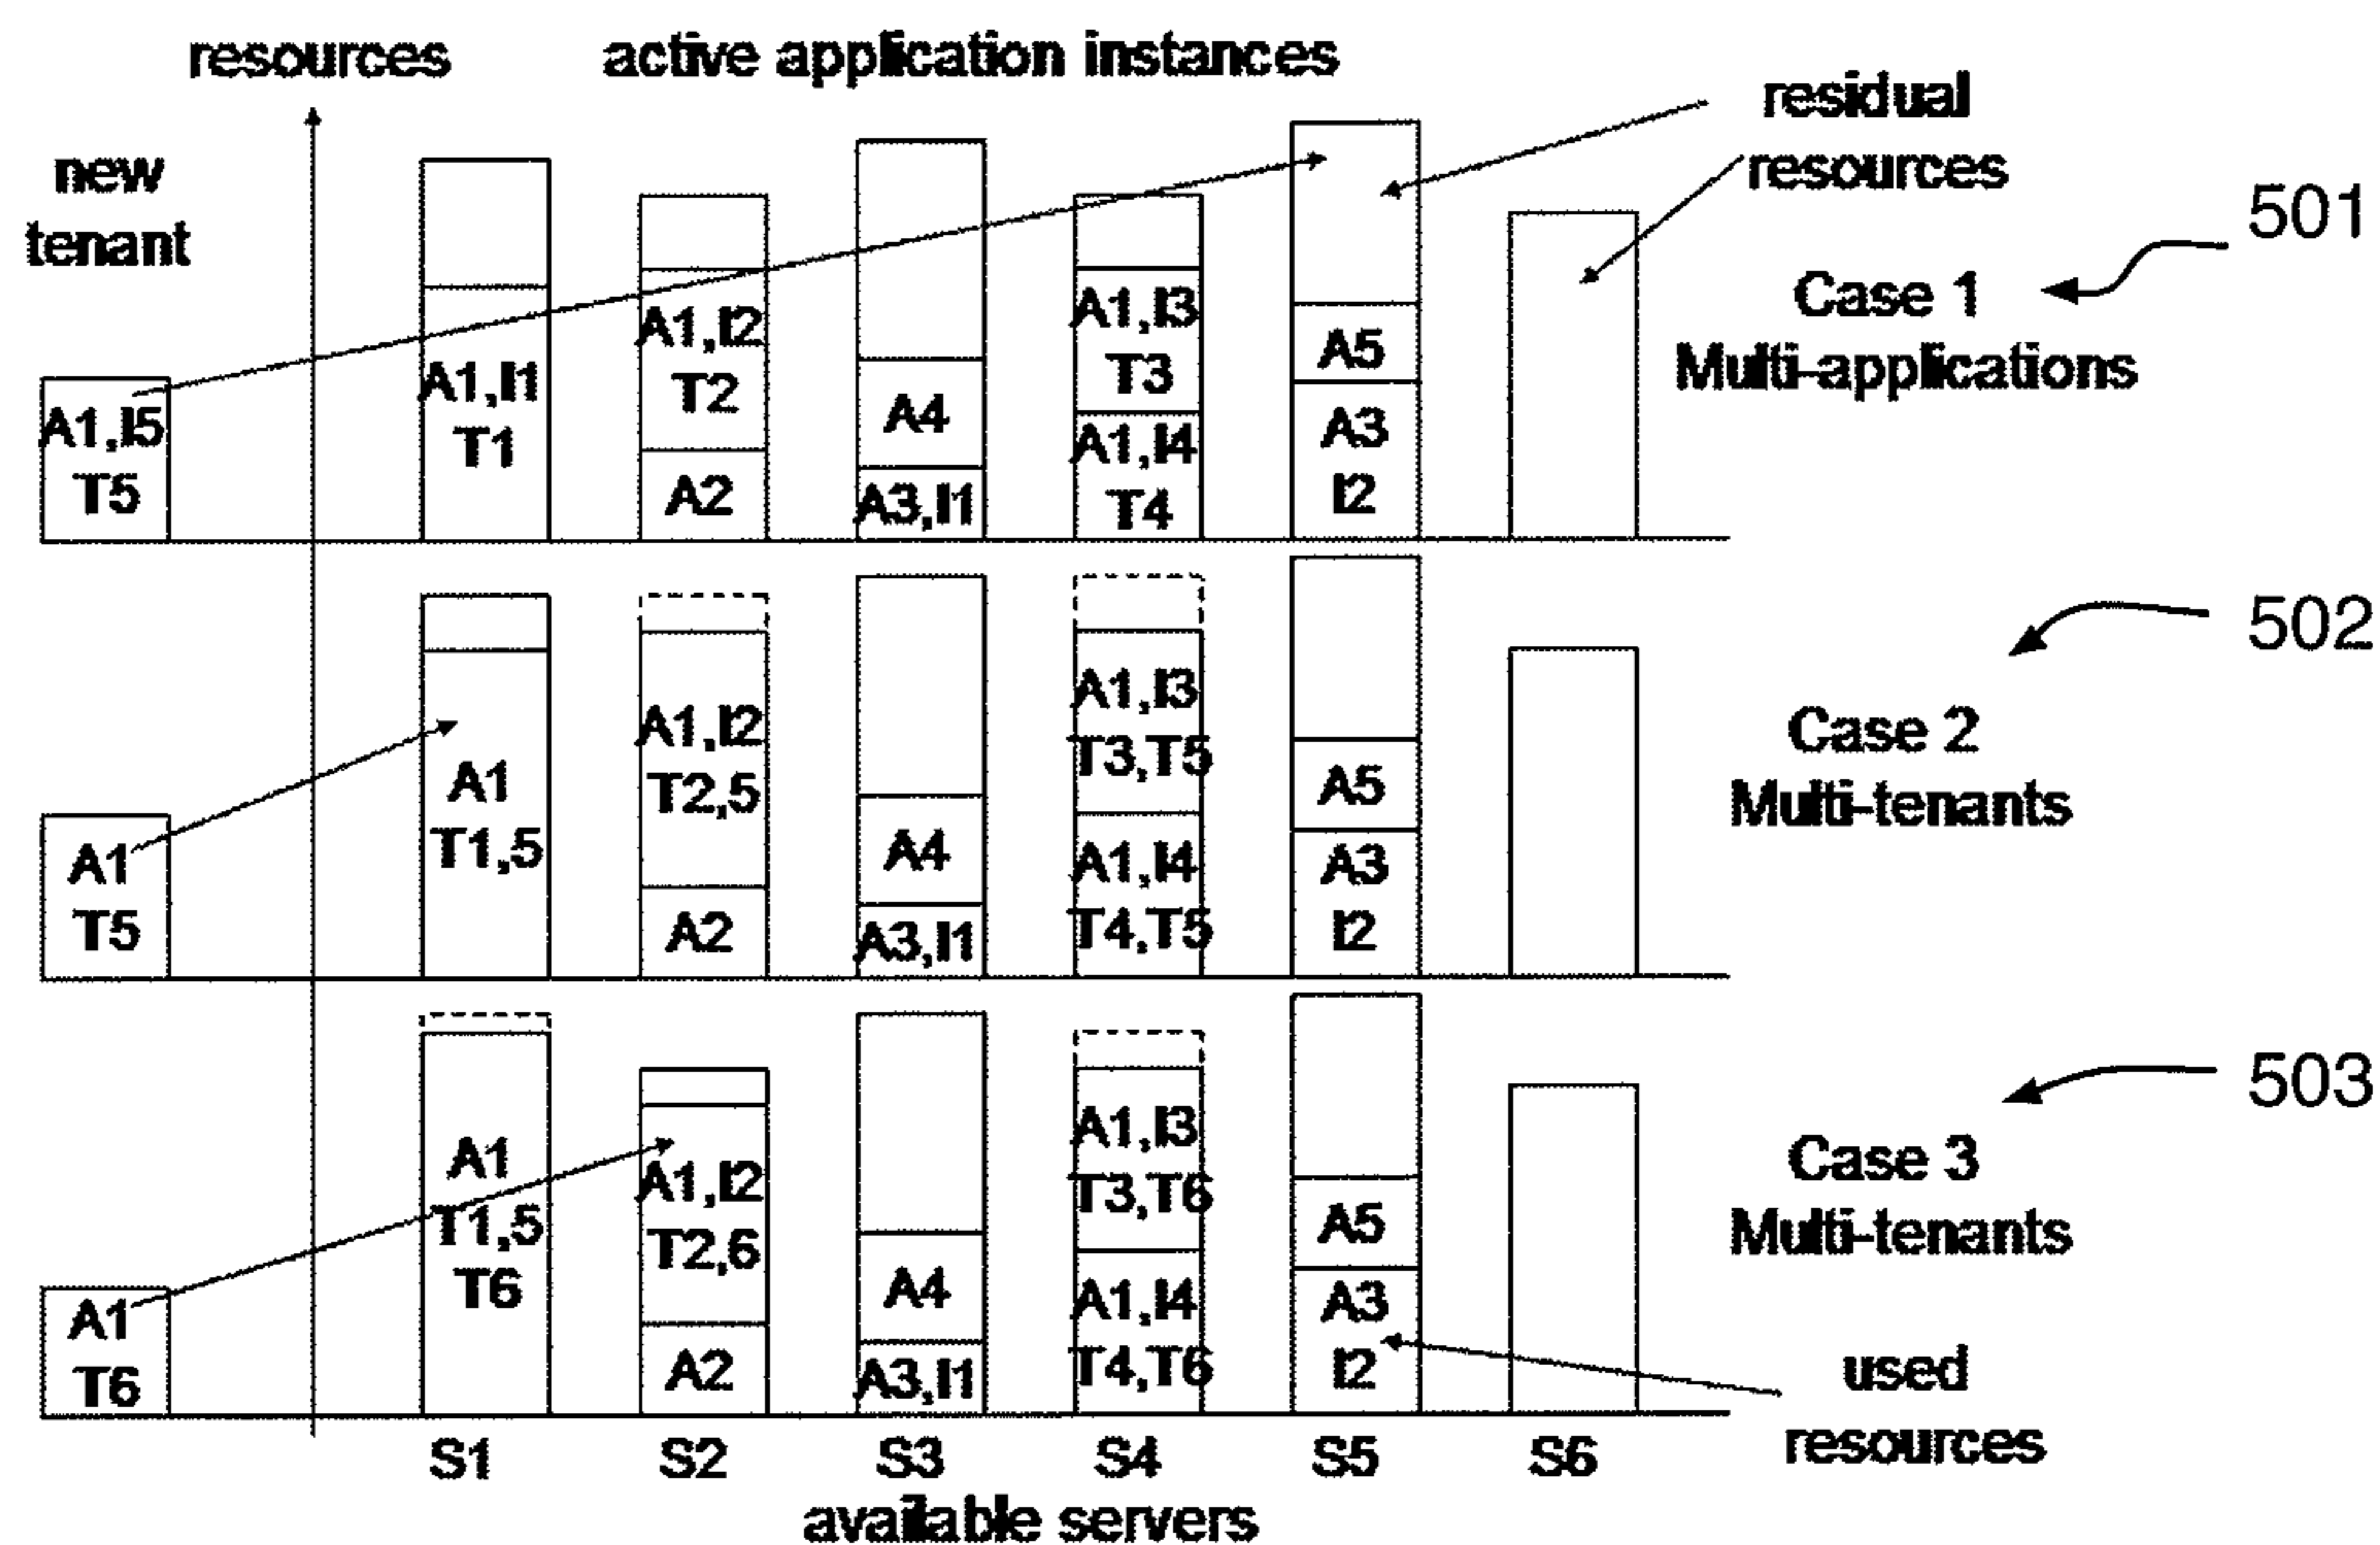 resources
active application instances
residual
resources
new
tenant
501
Case 1
Multi-applications
A1,I5
T5
A1,I1
T1
A1,I2
T2
A2
A4
A3,I1
A1,I3
T3
A1,I4
T4
A5
A3
I2
502
Case 2
Multi-tenants
A1
T5
A1
T1,5
A1,I2
T2,5
A2
A4
A3,I1
A1,I3
T3,T5
A1,I4
T4,T5
A5
A3
I2
503
Case 3
Multi-tenants
A1
T6
A1
T1,5
T6
A1,I2
T2,6
A2
A4
A3,I1
A1,I3
T3,T6
A1,I4
T4,T6
A5
A3
I2
used
resources
S1
S2
S3
S4
S5
S6
available servers